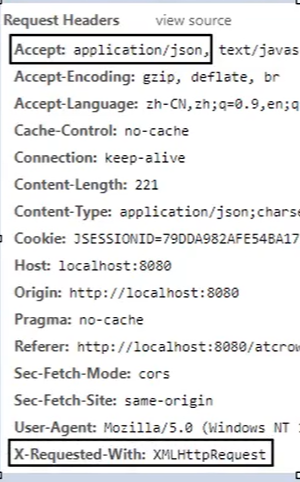 Request Headers view source
Accept: application/json, text/javas
Accept-Encoding: gzip, deflate, br
Accept-Language: zh-CN,zh;q=0.9,en;q
Cache-Control: no-cache
Connection: keep-alive
Content-Length: 221
Content-Type: application/json;charse
Cookie: JSESSIONID=79DDA982AFE54BA17
Host: localhost:8080
Origin: http://localhost:8080
Pragma: no-cache
Referer: http://localhost:8080/atcrow
Sec-Fetch-Mode: cors
Sec-Fetch-Site: same-origin
User-Agent: Mozilla/5.0 (Windows NT
X-Requested-With: XMLHttpRequest